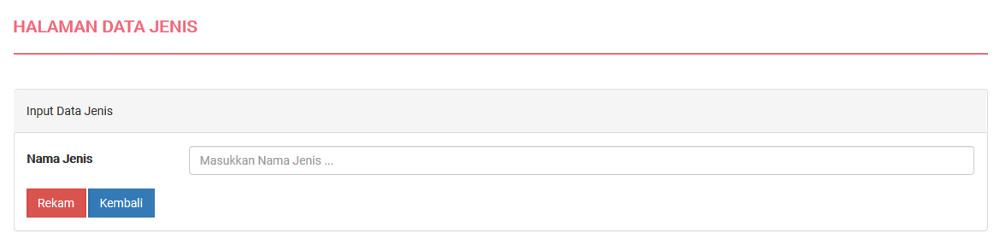 HALAMAN DATA JENIS
Input Data Jenis
Nama Jenis
Masukkan Nama Jenis ...
Rekam Kembali